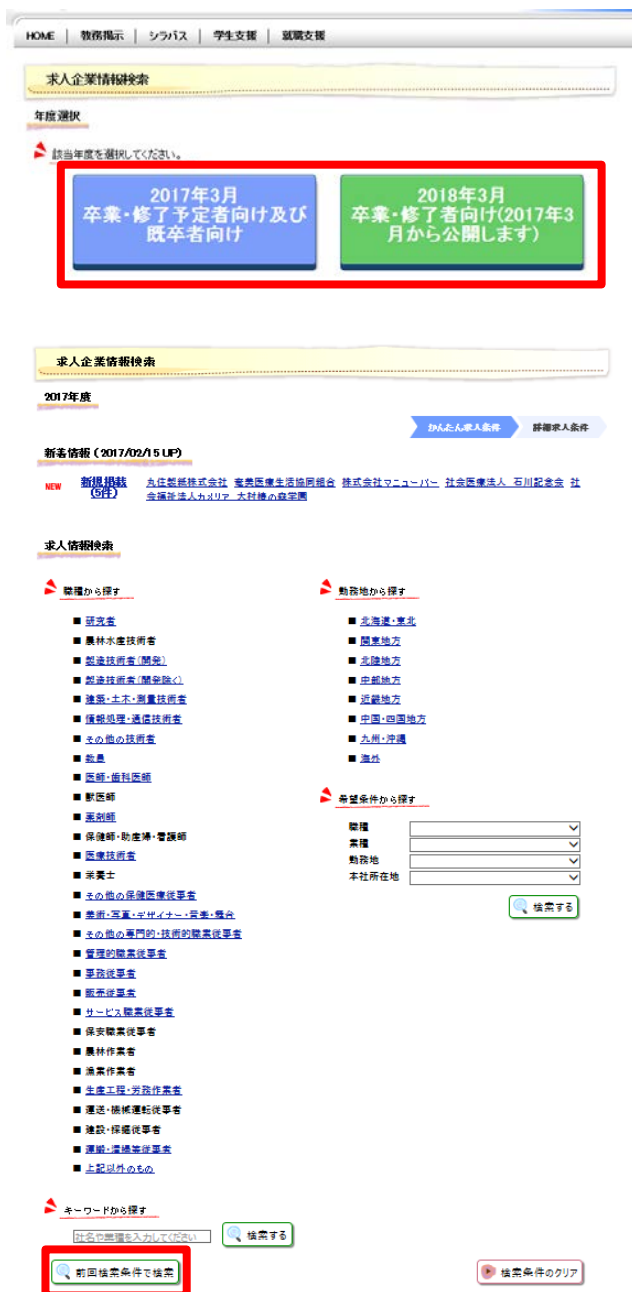 HOME | 教務掲示 | シラバス | 学生支援 | 就職支援
求人企業情報検索
年度選択
該当年度を選択してください。
2017年3月
卒業・修了予定者向け及び
既卒者向け
2018年3月
卒業・修了者向け(2017年3
月から公開します)
求人企業情報検索
2017年度
かんたん求人条件
詳細求人条件
新着情報 (2017/02/15 UP)
NEW 新規掲載
(5件)
丸住製紙株式会社 奄美医療生活協同組合 株式会社マニューバー 社会医療法人 石川記念会 社
会福祉法人カメリア 大村椿の森学園
求人情報検索
職種から探す
■ 研究者
■ 農林水産技術者
■ 製造技術者(開発)
■ 製造技術者(開発除く)
■ 建築・土木・測量技術者
■ 情報処理・通信技術者
■ その他の技術者
■ 教員
■ 医師・歯科医師
■ 獣医師
■ 薬剤師
■ 保健師・助産婦・看護師
■ 医療技術者
■ 栄養士
■ その他の保健医療従事者
■ 美術・写真・デザイナー・音楽・舞台
■ その他の専門的・技術的職業従事者
■ 管理的職業従事者
■ 事務従事者
■ 販売従事者
■ サービス職業従事者
■ 保安職業従事者
■ 農林作業者
■ 漁業作業者
■ 生産工程・労務作業者
■ 運送・機械運転従事者
■ 建設・採掘従事者
■ 運搬・清掃等従事者
■ 上記以外のもの
勤務地から探す
■ 北海道・東北
■ 関東地方
■ 北陸地方
■ 中部地方
■ 近畿地方
■ 中国・四国地方
■ 九州・沖縄
■ 海外
希望条件から探す
職種
業種
勤務地
本社所在地
検索する
キーワードから探す
社名や業種を入力してください
検索する
前回検索条件で検索
検索条件のクリア